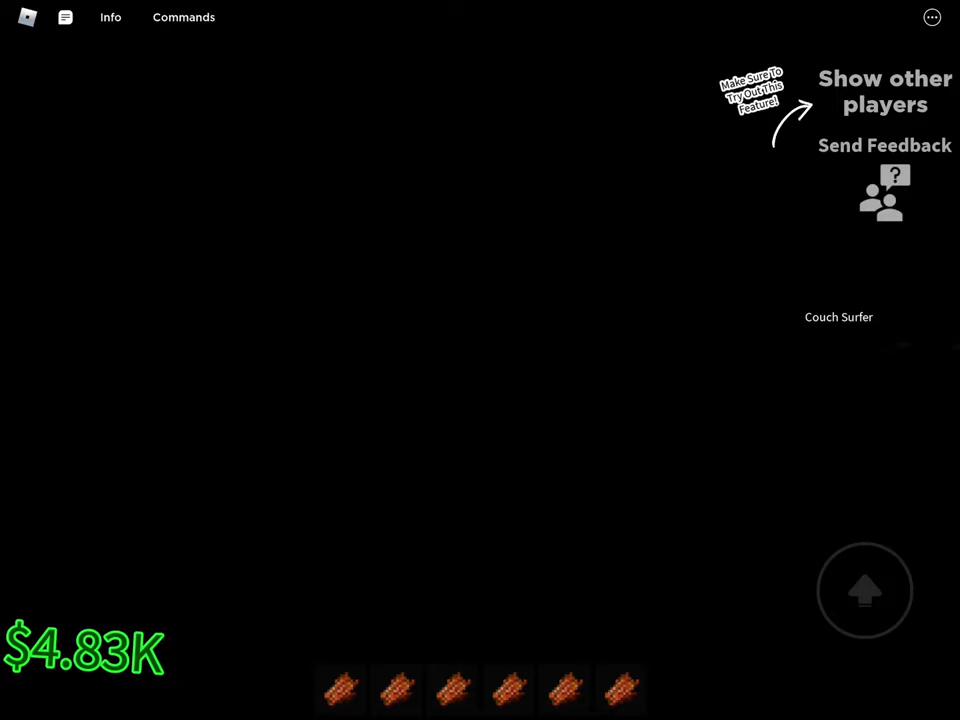 Info
Commands
Make Sure To
Try Out This
Feature!
Show other
players
Send Feedback
?
Couch Surfer
$4.83K